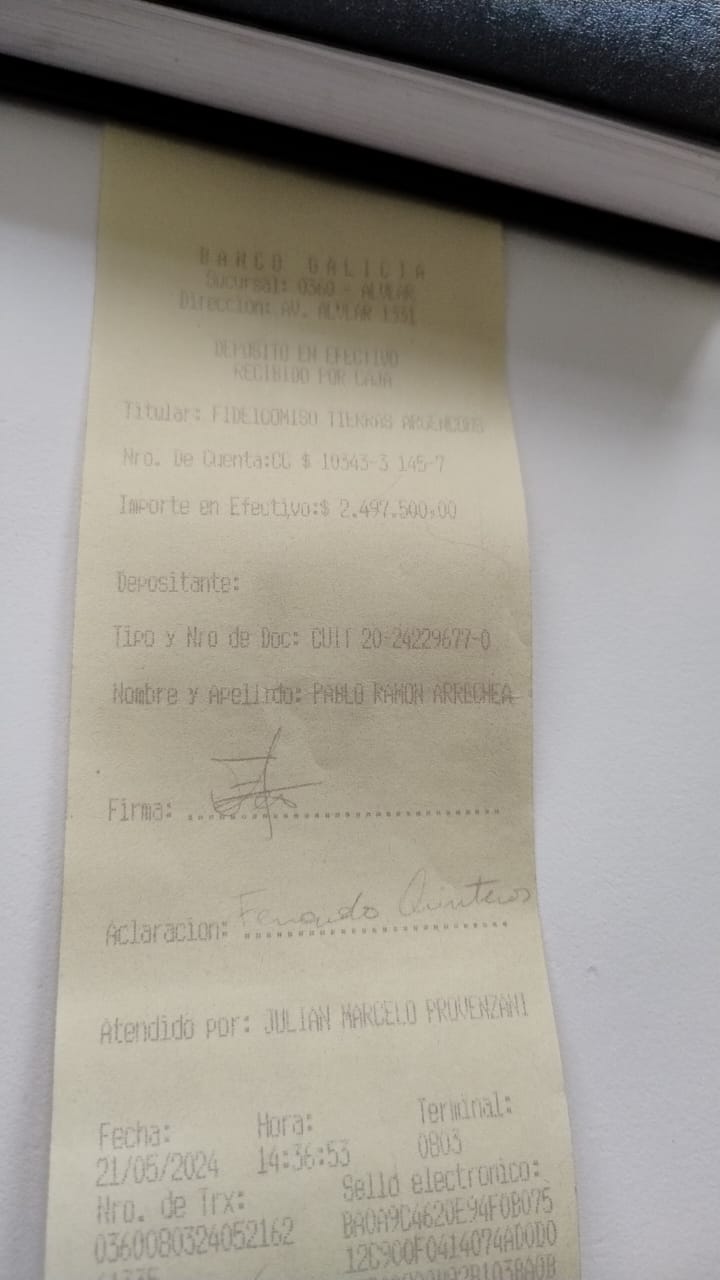 BANCO GALICIA
Sucursal: 0360 - ALVEAR
Direccion: AV. ALVEAR 1331
DEPOSITO EN EFECTIVO
RECIBIDO POR CAJA
Titular: FIDEICOMISO TIERRAS
Nro. De Cuenta:CC $ 10343-3 145-7
Importe en Efectivo:$ 2.497.500,00
Depositante:
Tipo y Nro de Doc: CUIT 20-24229677-0
Nombre y Apellido: PABLO RAMON ARRECHEA
Firma:
Aclaracion: Fernando Quinteros
Atendido por: JULIAN MARCELO PROVENZANI
Fecha: Hora: Terminal:
21/05/2024 14:36:53 0803
Nro. de Trx: Sello electronico:
0360080324052162 BA0A9C4620E94F0B075
12C900F0414074AD0D0